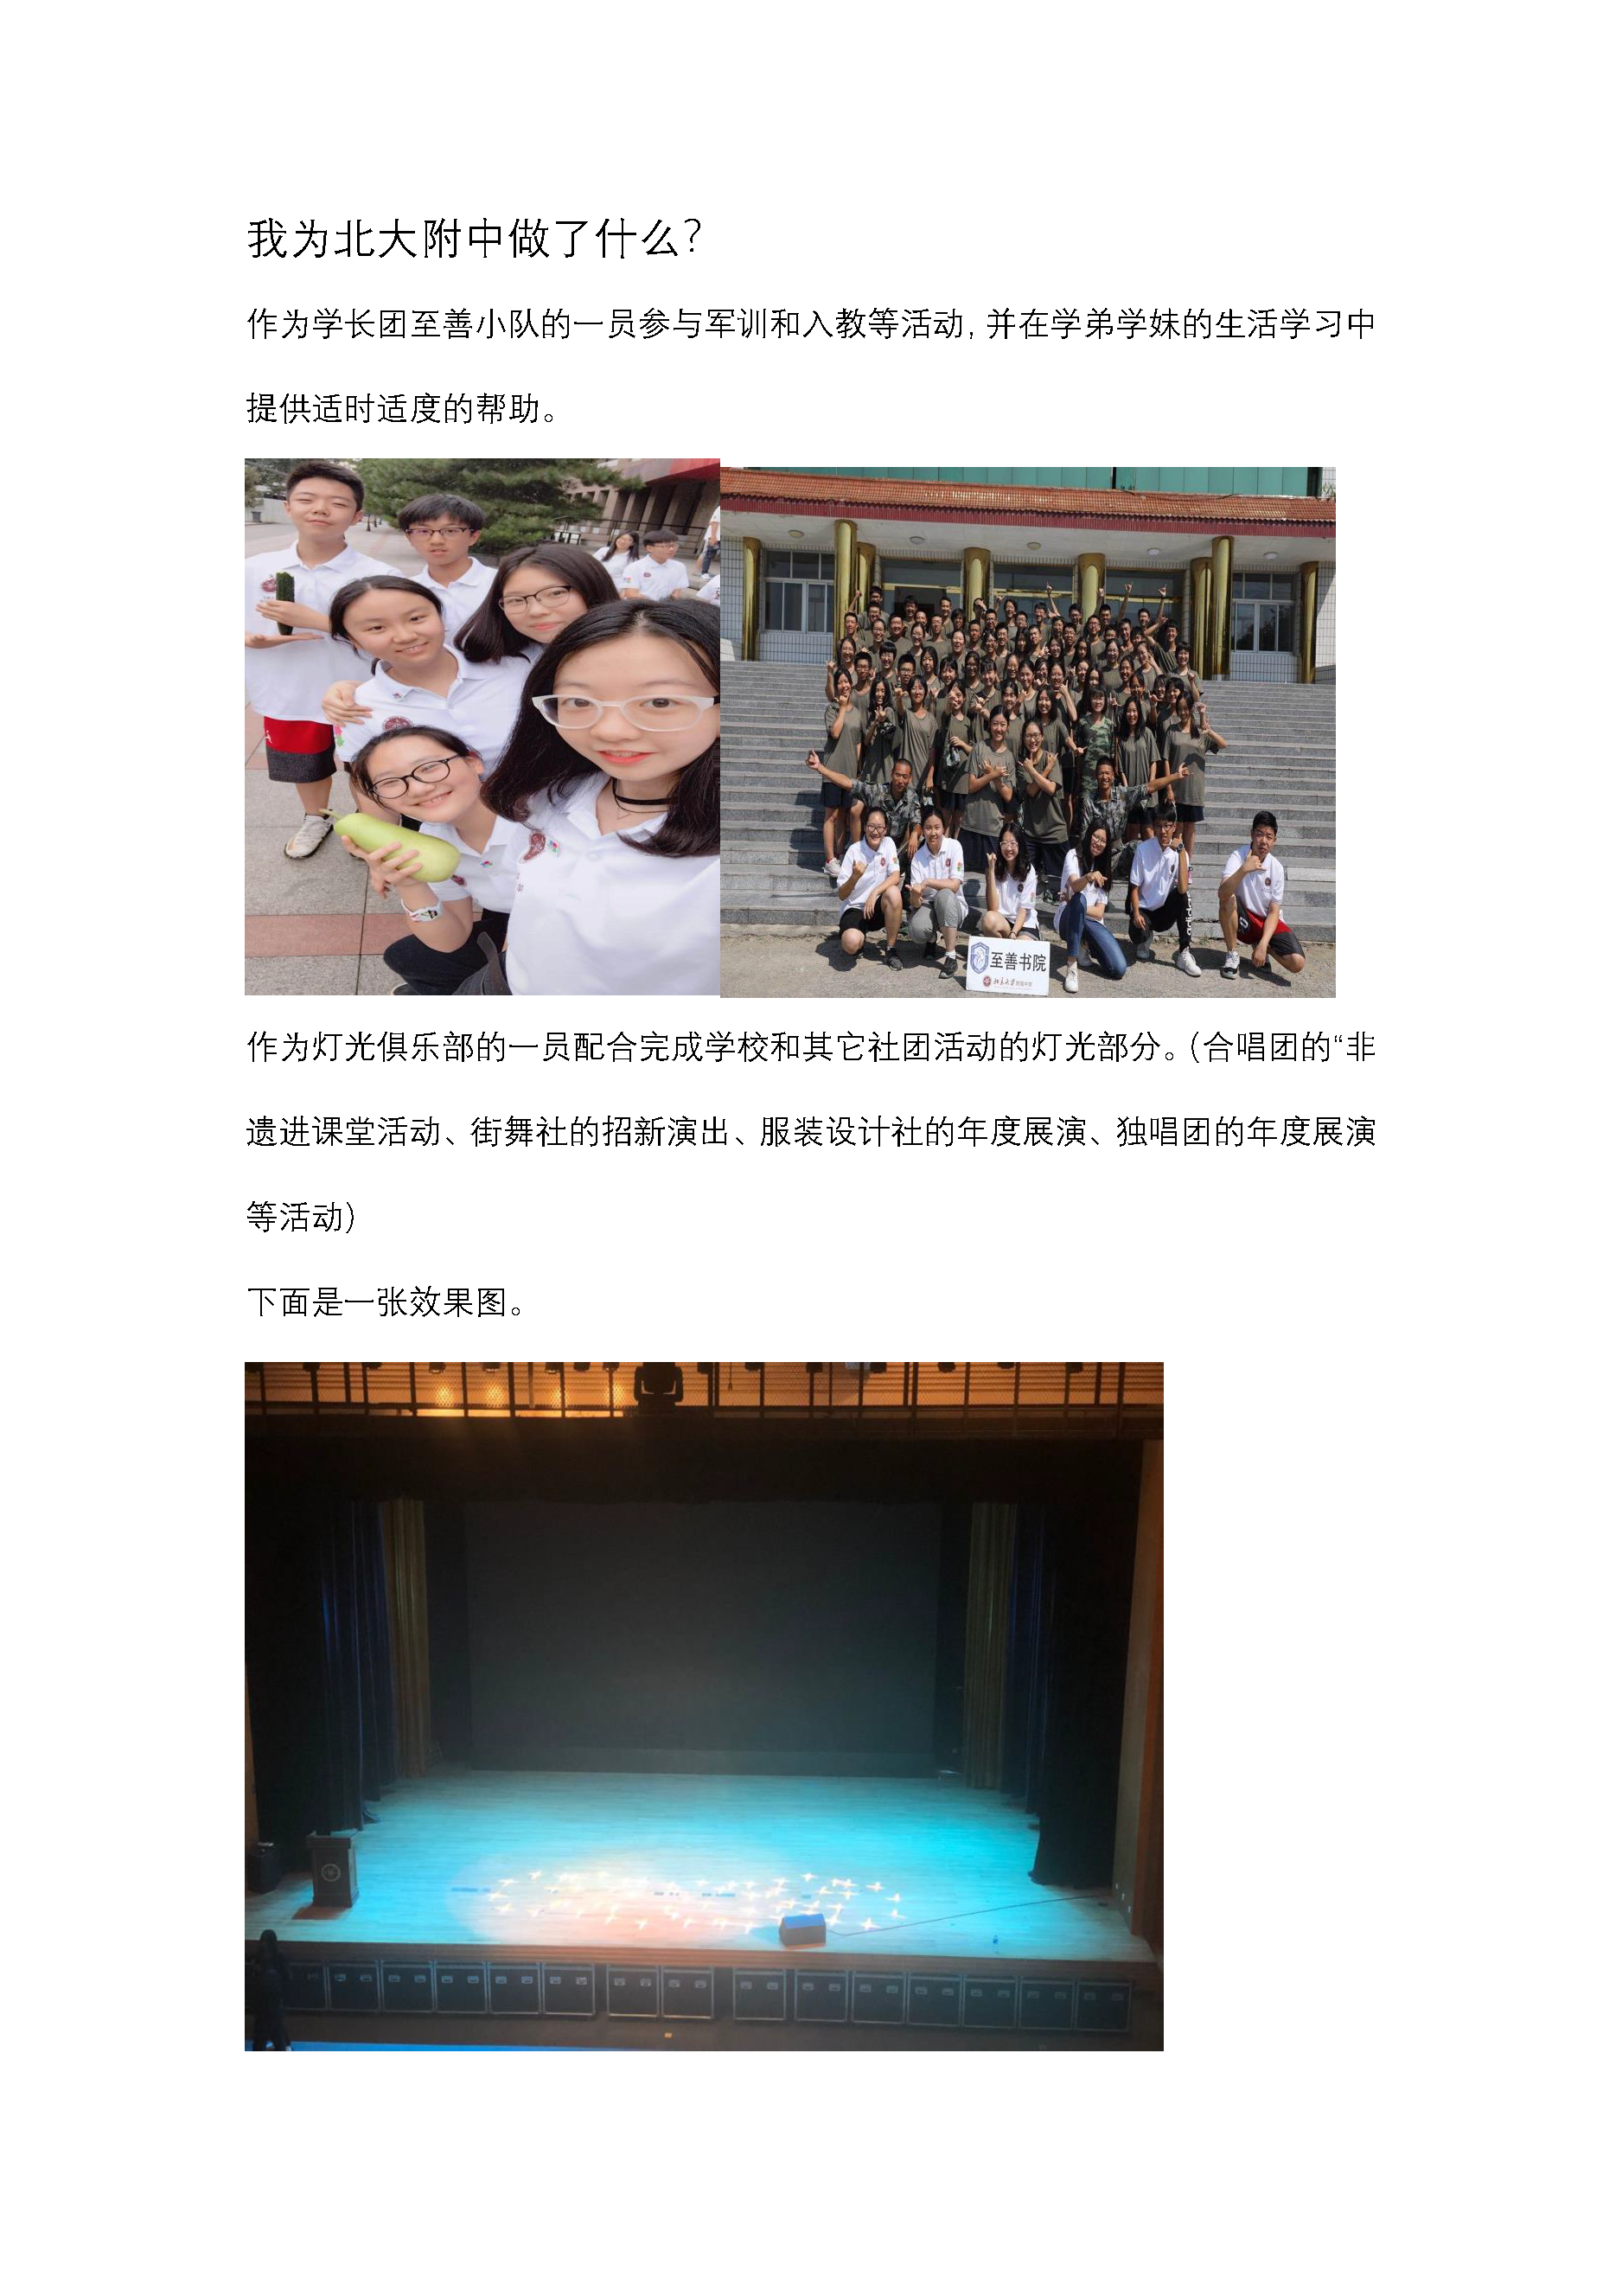 我为北大附中做了什么？
作为学长团至善小队的一员参与军训和入教等活动，并在学弟学妹的生活学习中
提供适时适度的帮助。
至善书院
作为灯光俱乐部的一员配合完成学校和其它社团活动的灯光部分。（合唱团的“非
遗进课堂活动、街舞社的招新演出、服装设计社的年度展演、独唱团的年度展演
等活动）
下面是一张效果图。